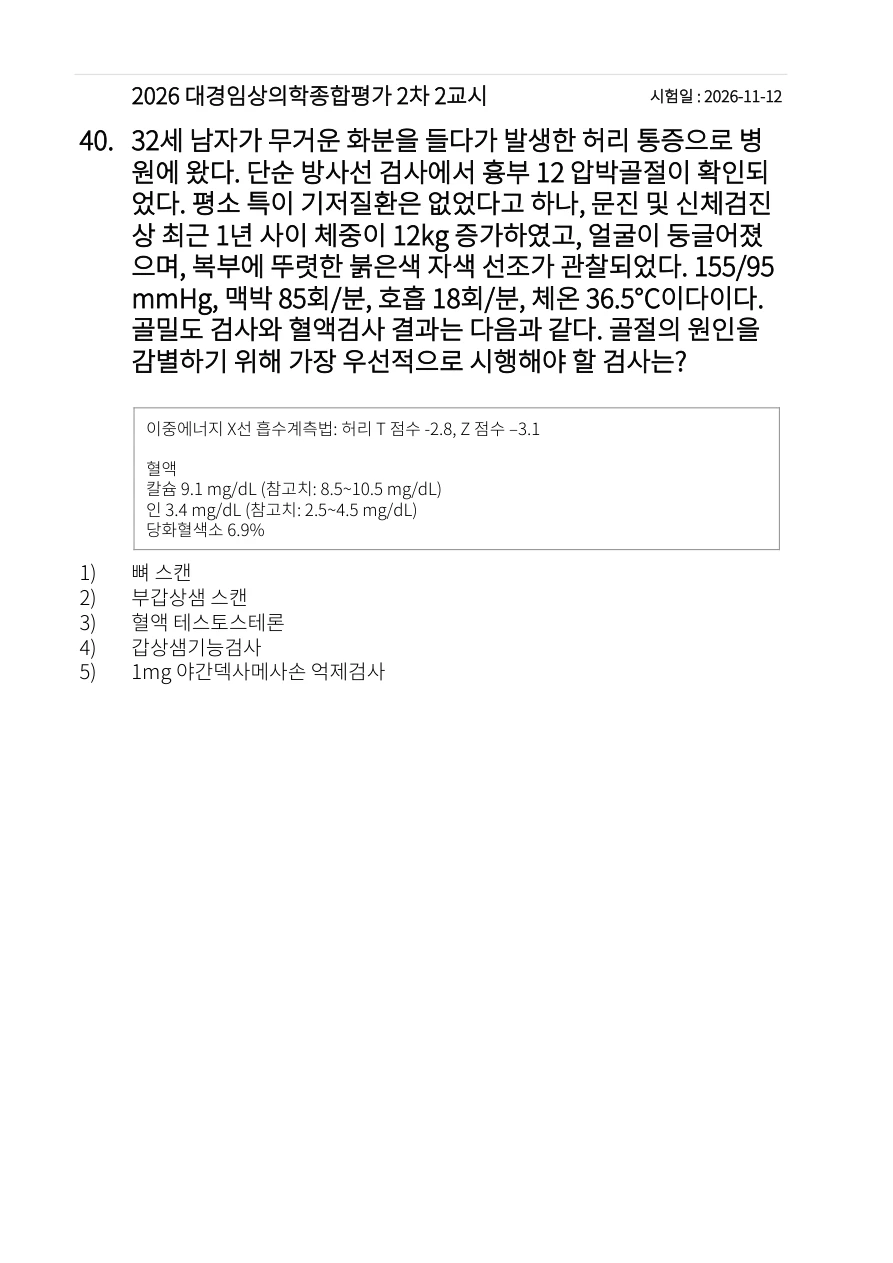 2026 대경임상의학종합평가 2차 2교시
시험일 : 2026-11-12
40. 32세 남자가 무거운 화분을 들다가 발생한 허리 통증으로 병
원에 왔다. 단순 방사선 검사에서 흉부 12 압박골절이 확인되
었다. 평소 특이 기저질환은 없었다고 하나, 문진 및 신체검진
상 최근 1년 사이 체중이 12kg 증가하였고, 얼굴이 둥글어졌
으며, 복부에 뚜렷한 붉은색 자색 선조가 관찰되었다. 155/95
mmHg, 맥박 85회/분, 호흡 18회/분, 체온 36.5℃이다이다.
골밀도 검사와 혈액검사 결과는 다음과 같다. 골절의 원인을
감별하기 위해 가장 우선적으로 시행해야 할 검사는?
이중에너지 X선 흡수계측법: 허리 T 점수 -2.8, Z 점수 –3.1
혈액
칼슘 9.1 mg/dL (참고치: 8.5~10.5 mg/dL)
인 3.4 mg/dL (참고치: 2.5~4.5 mg/dL)
당화혈색소 6.9%
1) 뼈 스캔
2) 부갑상샘 스캔
3) 혈액 테스토스테론
4) 갑상샘기능검사
5) 1mg 야간덱사메사손 억제검사